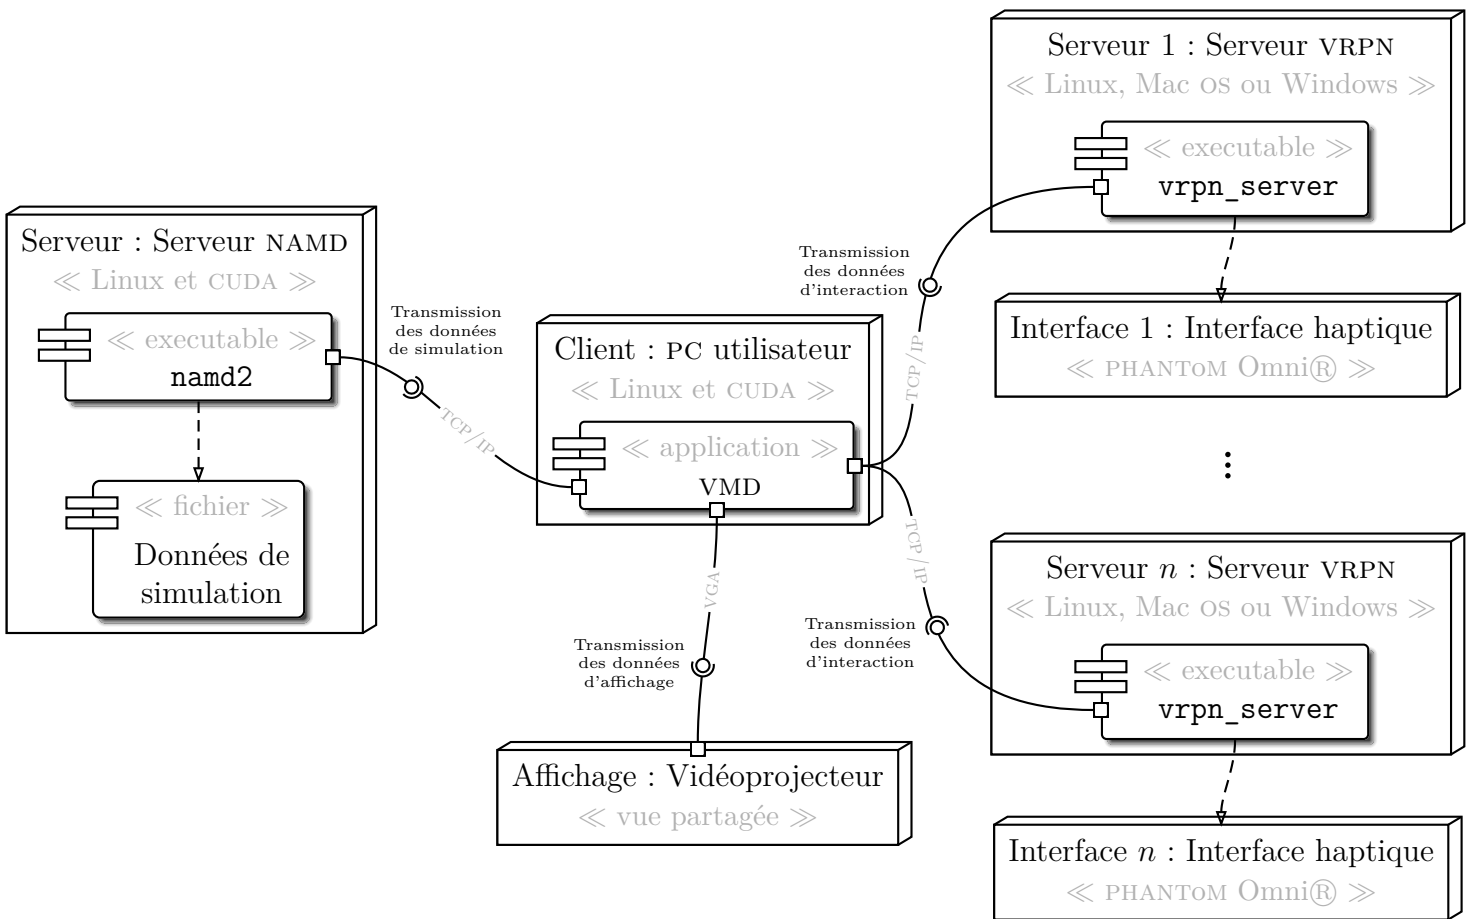 Serveur : Serveur NAMD
≪ Linux et CUDA ≫
≪ executable ≫
namd2
≪ fichier ≫
Données de
simulation
Transmission
des données
de simulation
TCP/IP
Client : PC utilisateur
≪ Linux et CUDA ≫
≪ application ≫
VMD
VGA
Transmission
des données
d'affichage
Affichage : Vidéoprojecteur
≪ vue partagée ≫
Transmission
des données
d'interaction
TCP/IP
Serveur 1 : Serveur VRPN
≪ Linux, Mac OS ou Windows ≫
≪ executable ≫
vrpn_server
Interface 1 : Interface haptique
≪ PHANToM Omni® ≫
TCP/IP
Transmission
des données
d'interaction
Serveur n : Serveur VRPN
≪ Linux, Mac OS ou Windows ≫
≪ executable ≫
vrpn_server
Interface n : Interface haptique
≪ PHANToM Omni® ≫